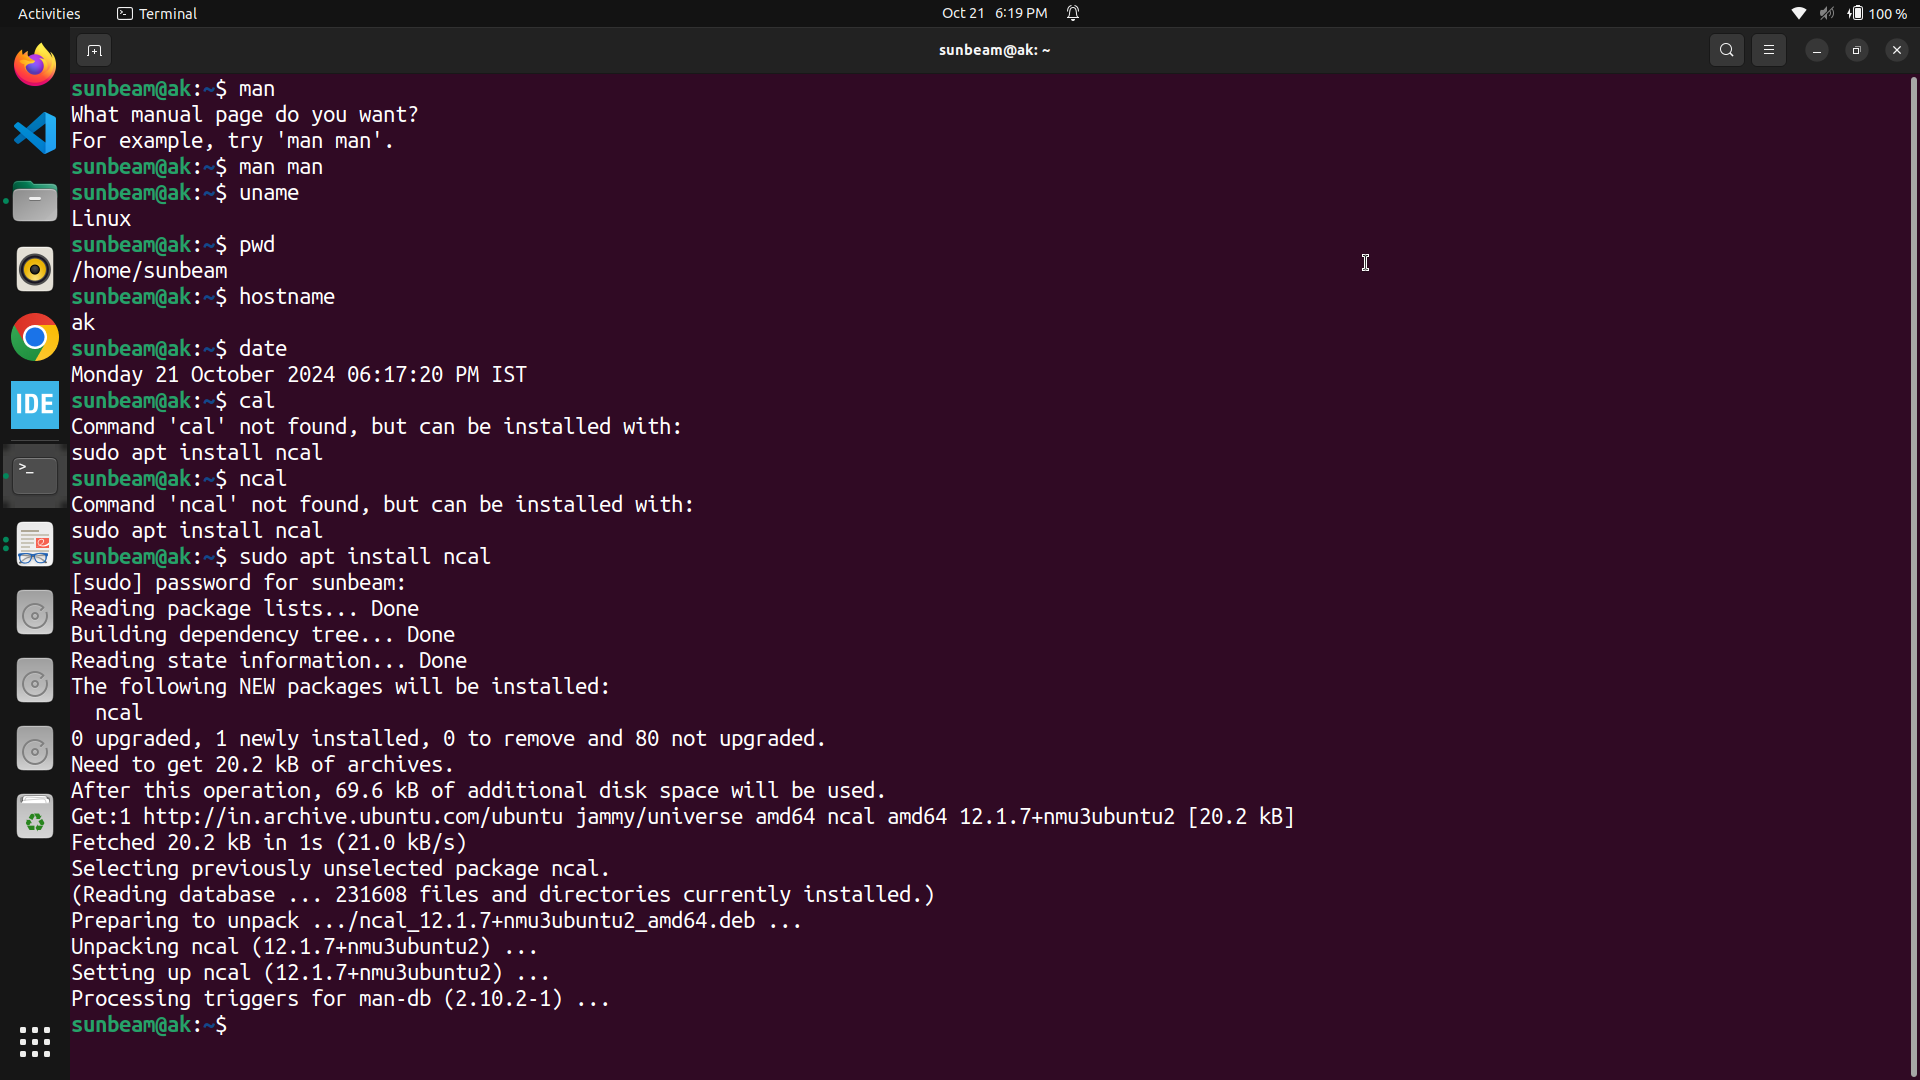 Activities
Terminal
Oct 21 6:19 PM
100 %
sunbeam@ak: ~
sunbeam@ak:~$ man
What manual page do you want?
For example, try 'man man'.
sunbeam@ak:~$ man man
sunbeam@ak:~$ uname
Linux
sunbeam@ak:~$ pwd
/home/sunbeam
sunbeam@ak:~$ hostname
ak
sunbeam@ak:~$ date
Monday 21 October 2024 06:17:20 PM IST
sunbeam@ak:~$ cal
Command 'cal' not found, but can be installed with:
sudo apt install ncal
sunbeam@ak:~$ ncal
Command 'ncal' not found, but can be installed with:
sudo apt install ncal
sunbeam@ak:~$ sudo apt install ncal
[sudo] password for sunbeam:
Reading package lists... Done
Building dependency tree... Done
Reading state information... Done
The following NEW packages will be installed:
  ncal
0 upgraded, 1 newly installed, 0 to remove and 80 not upgraded.
Need to get 20.2 kB of archives.
After this operation, 69.6 kB of additional disk space will be used.
Get:1 http://in.archive.ubuntu.com/ubuntu jammy/universe amd64 ncal amd64 12.1.7+nmu3ubuntu2 [20.2 kB]
Fetched 20.2 kB in 1s (21.0 kB/s)
Selecting previously unselected package ncal.
(Reading database ... 231608 files and directories currently installed.)
Preparing to unpack .../ncal_12.1.7+nmu3ubuntu2_amd64.deb ...
Unpacking ncal (12.1.7+nmu3ubuntu2) ...
Setting up ncal (12.1.7+nmu3ubuntu2) ...
Processing triggers for man-db (2.10.2-1) ...
sunbeam@ak:~$
IDE
>_